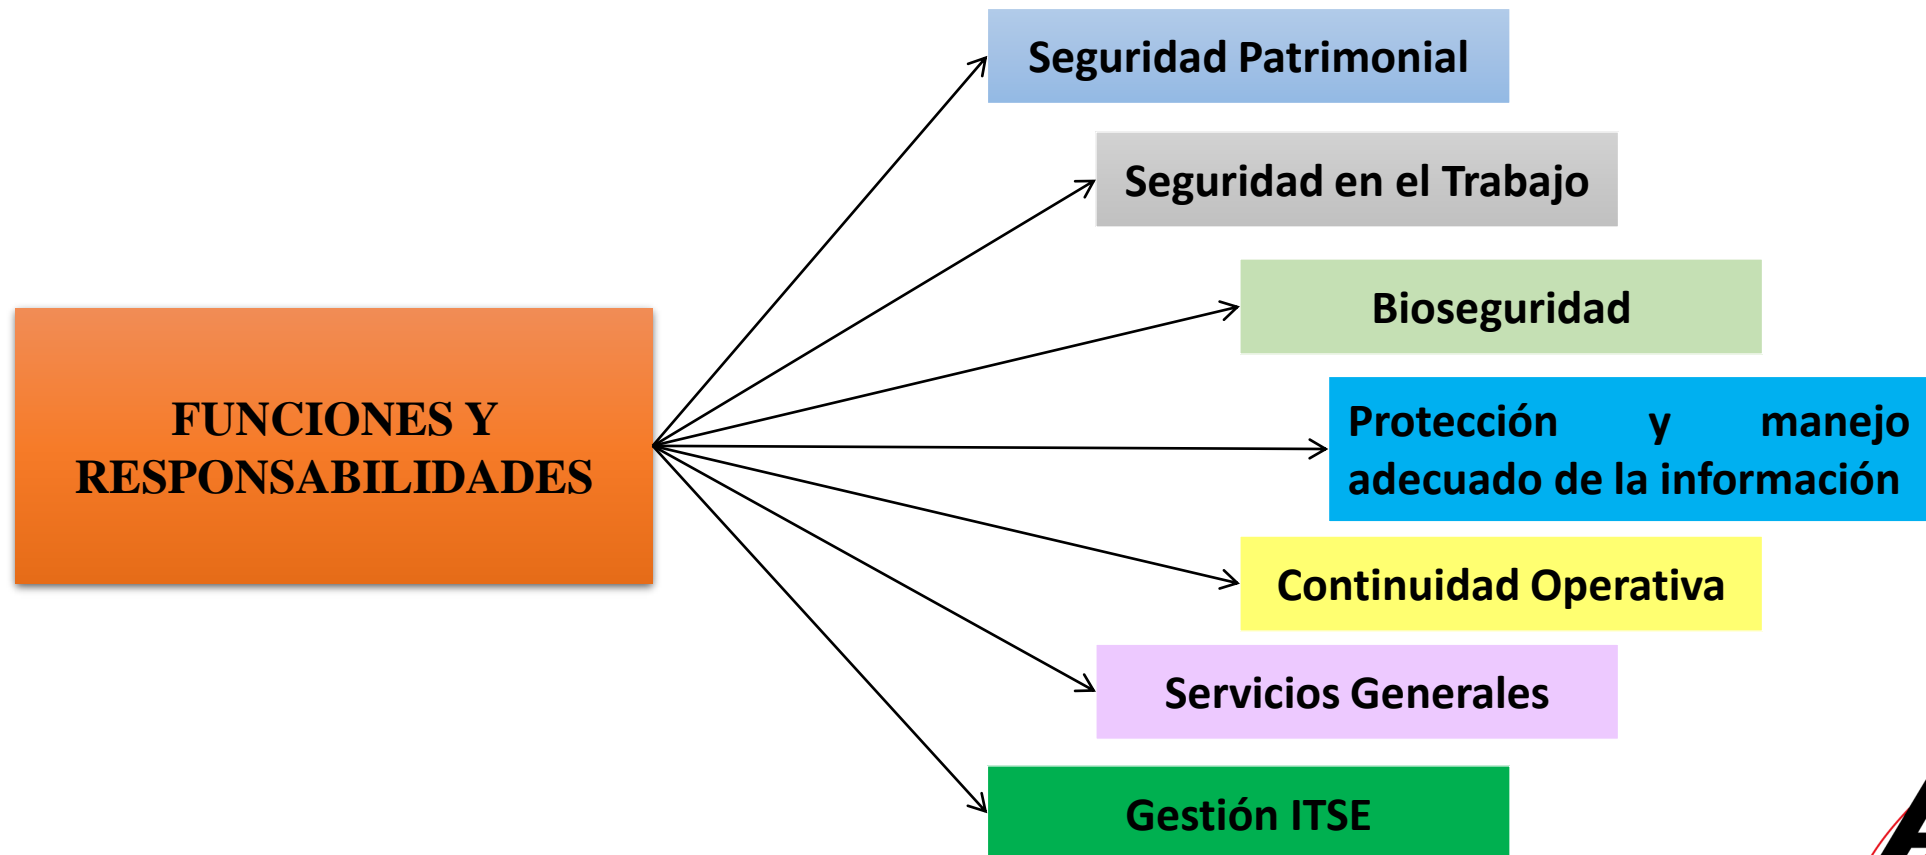 Seguridad Patrimonial
Seguridad en el Trabajo
Bioseguridad
FUNCIONES Y
RESPONSABILIDADES
Protección y manejo
adecuado de la información
Continuidad Operativa
Servicios Generales
Gestión ITSE